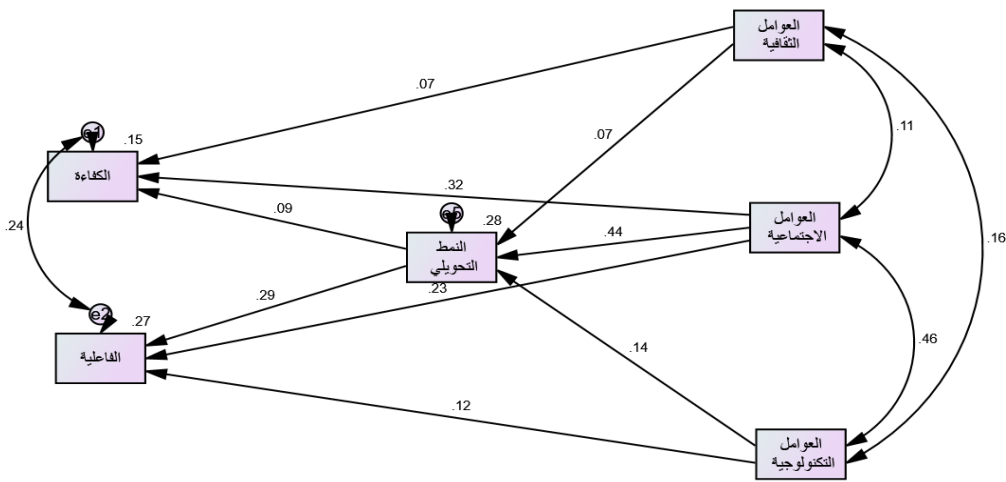 العوامل
الثقافية
.07
.11
.07
e1
.15
الكفاءة
.32
العوامل
الاجتماعية
.16
.09
e5
.28
.44
النمط
التحويلي
.24
.23
.29
e2
.27
الفاعلية
.46
.14
.12
العوامل
التكنولوجية